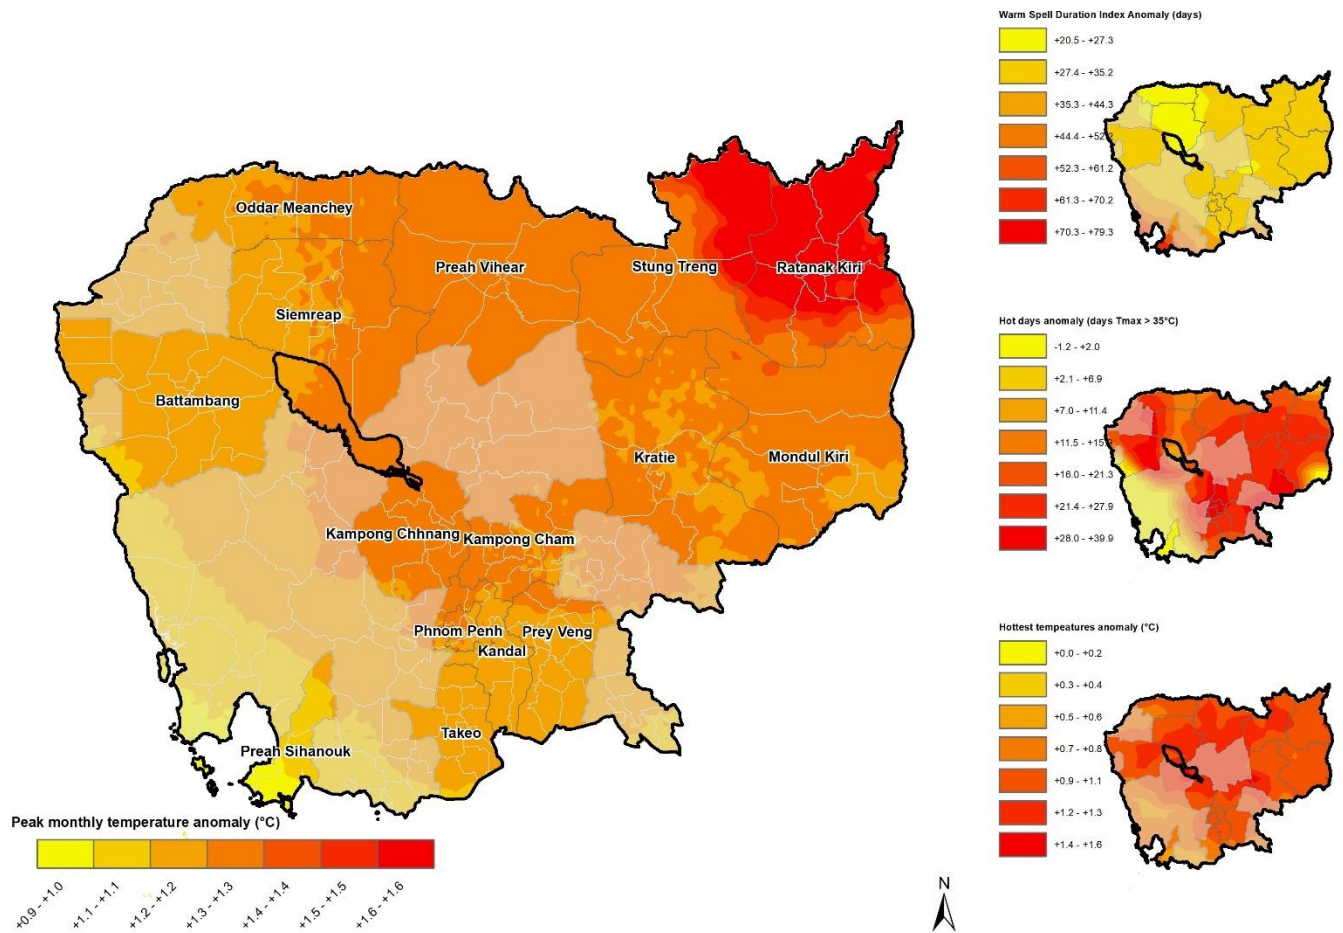 Warm Spell Duration Index Anomaly (days)
+20.5 - +27.3
+27.4 - +35.2
+35.3 - +44.3
+44.4 - +52.
+52.3 - +61.2
+61.3 - +70.2
+70.3 - +79.3
Oddar Meanchey
Preah Vihear
Stung Treng
Ratanak Kiri
Siemreap
Battambang
Kratie
Mondul Kiri
Kampong Chhnang
Kampong Cham
Phnom Penh
Prey Veng
Kandal
Takeo
Preah Sihanouk
Hot days anomaly (days Tmax > 35°C)
-1.2 - +2.0
+2.1 - +6.9
+7.0 - +11.4
+11.5 - +15.
+16.0 - +21.3
+21.4 - +27.9
+28.0 - +39.9
Hottest tempeatures anomaly (°C)
+0.0 - +0.2
+0.3 - +0.4
+0.5 - +0.6
+0.7 - +0.8
+0.9 - +1.1
+1.2 - +1.3
+1.4 - +1.6
Peak monthly temperature anomaly (°C)
+0.9 - +1.0
+1.1 - +1.1
+1.2 - +1.2
+1.3 - +1.3
+1.4 - +1.4
+1.5 - +1.5
+1.6 - +1.6
N